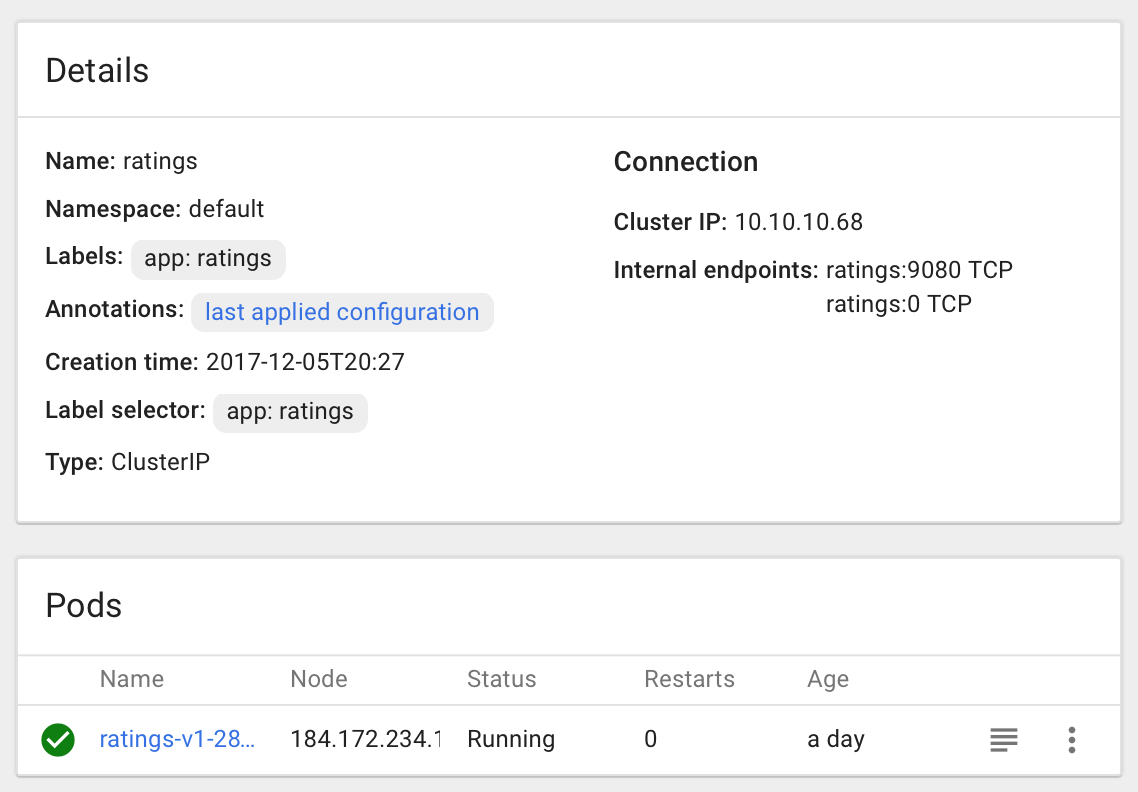 Details
Name: ratings
Namespace: default
Labels: app: ratings
Annotations: last applied configuration
Creation time: 2017-12-05T20:27
Label selector: app: ratings
Type: ClusterIP
Connection
Cluster IP: 10.10.10.68
Internal endpoints: ratings:9080 TCP
ratings:0 TCP
Pods
Name Node Status Restarts Age
ratings-v1-28... 184.172.234.1 Running 0 a day